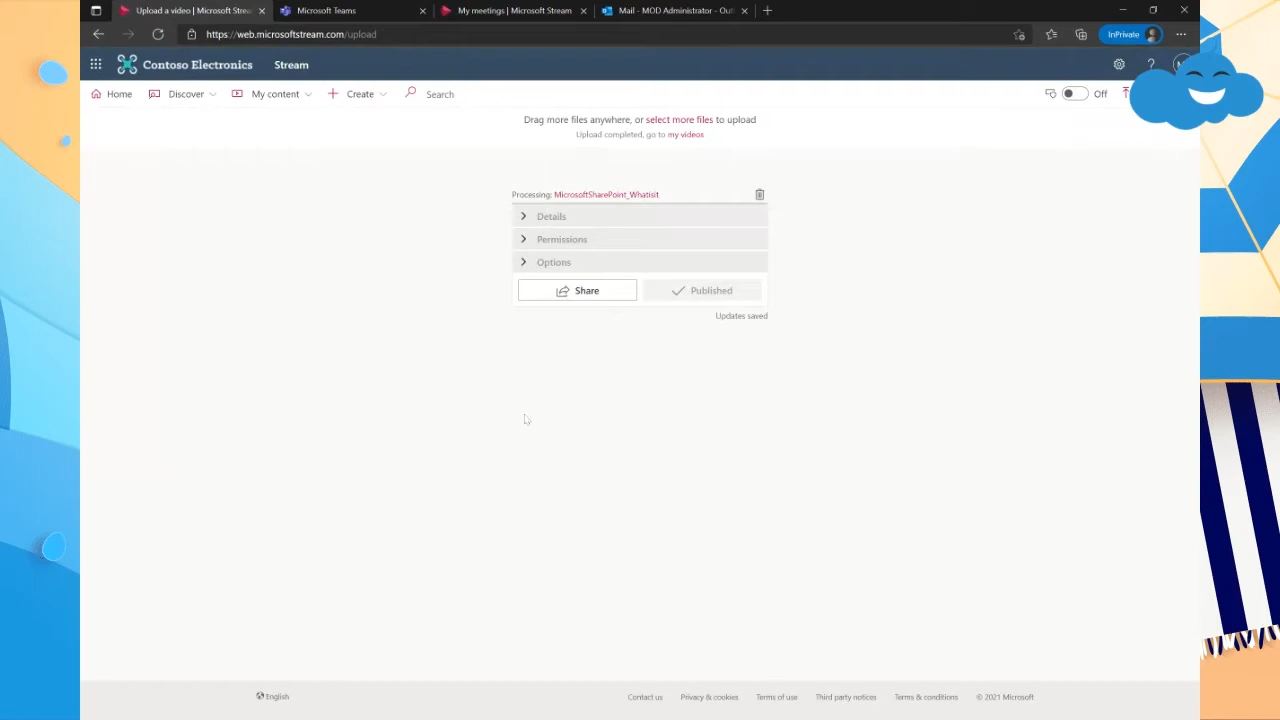 Upload a video | Microsoft Strea
Microsoft Teams
My meetings | Microsoft Stream
Mail - MOD Administrator - Outl
https://web.microsoftstream.com/upload
InPrivate
Contoso Electronics
Stream
?
Home
Discover
My content
Create
Search
Off
Drag more files anywhere, or select more files to upload
Upload completed, go to my videos
Processing: MicrosoftSharePoint_Whatisit
Details
Permissions
Options
Share
Published
Updates saved
English
Contact us
Privacy & cookies
Terms of use
Third party notices
Terms & conditions
© 2021 Microsoft